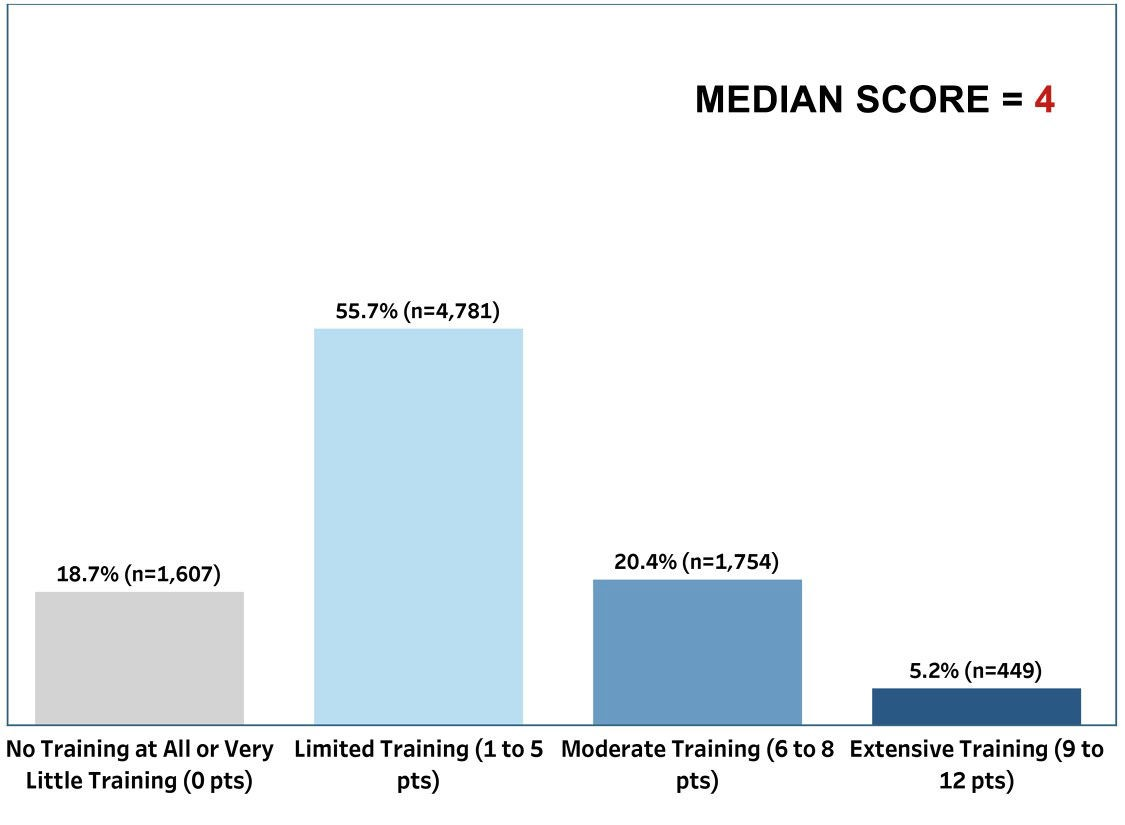 MEDIAN SCORE = 4
55.7% (n=4,781)
20.4% (n=1,754)
18.7% (n=1,607)
5.2% (n=449)
No Training at All or Very
Little Training (0 pts)
Limited Training (1 to 5
pts)
Moderate Training (6 to 8
pts)
Extensive Training (9 to
12 pts)